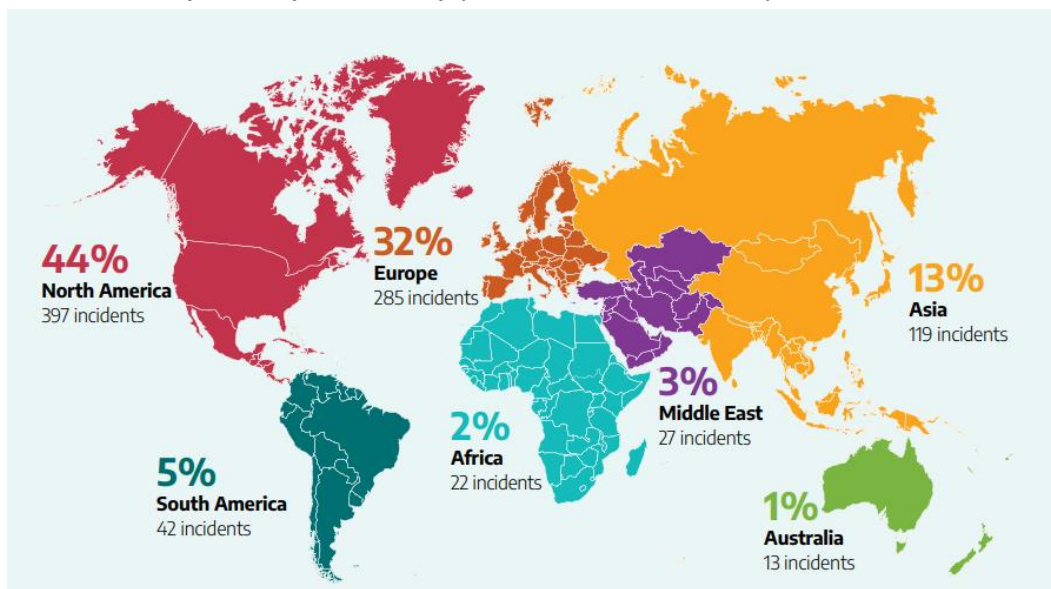 44%
North America
397 incidents
32%
Europe
285 incidents
13%
Asia
119 incidents
3%
Middle East
27 incidents
2%
Africa
22 incidents
5%
South America
42 incidents
1%
Australia
13 incidents